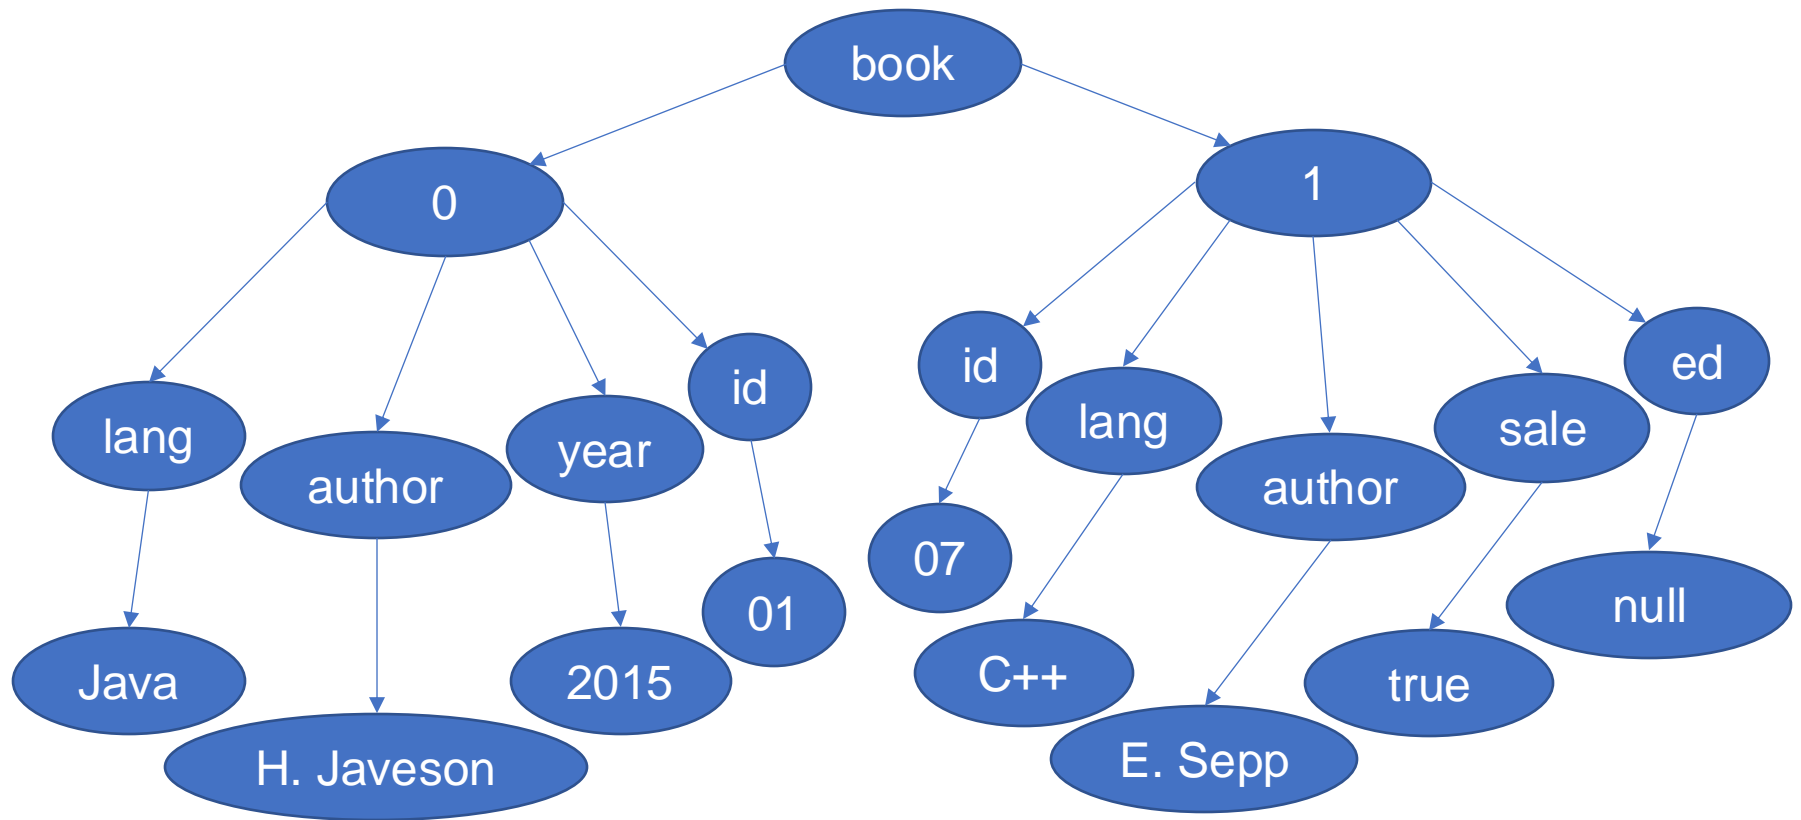 book
0
1
lang
author
year
id
id
lang
author
sale
ed
Java
H. Javeson
2015
01
07
C++
E. Sepp
true
null